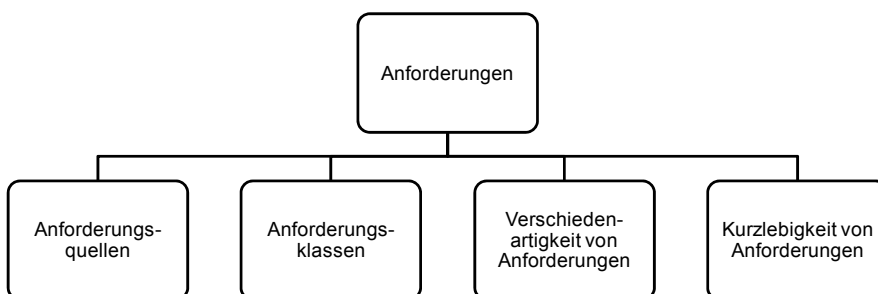 Anforderungen
Anforderungs-
quellen
Anforderungs-
klassen
Verschieden-
artigkeit von
Anforderungen
Kurzlebigkeit von
Anforderungen